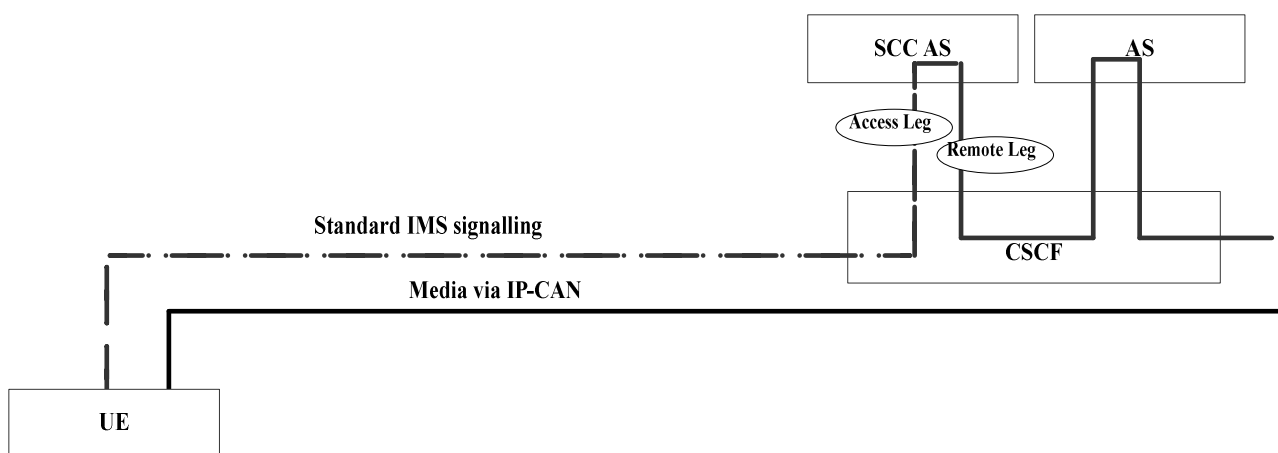 SCC AS
AS
Access Leg
Remote Leg
Standard IMS signalling
CSCF
Media via IP-CAN
UE